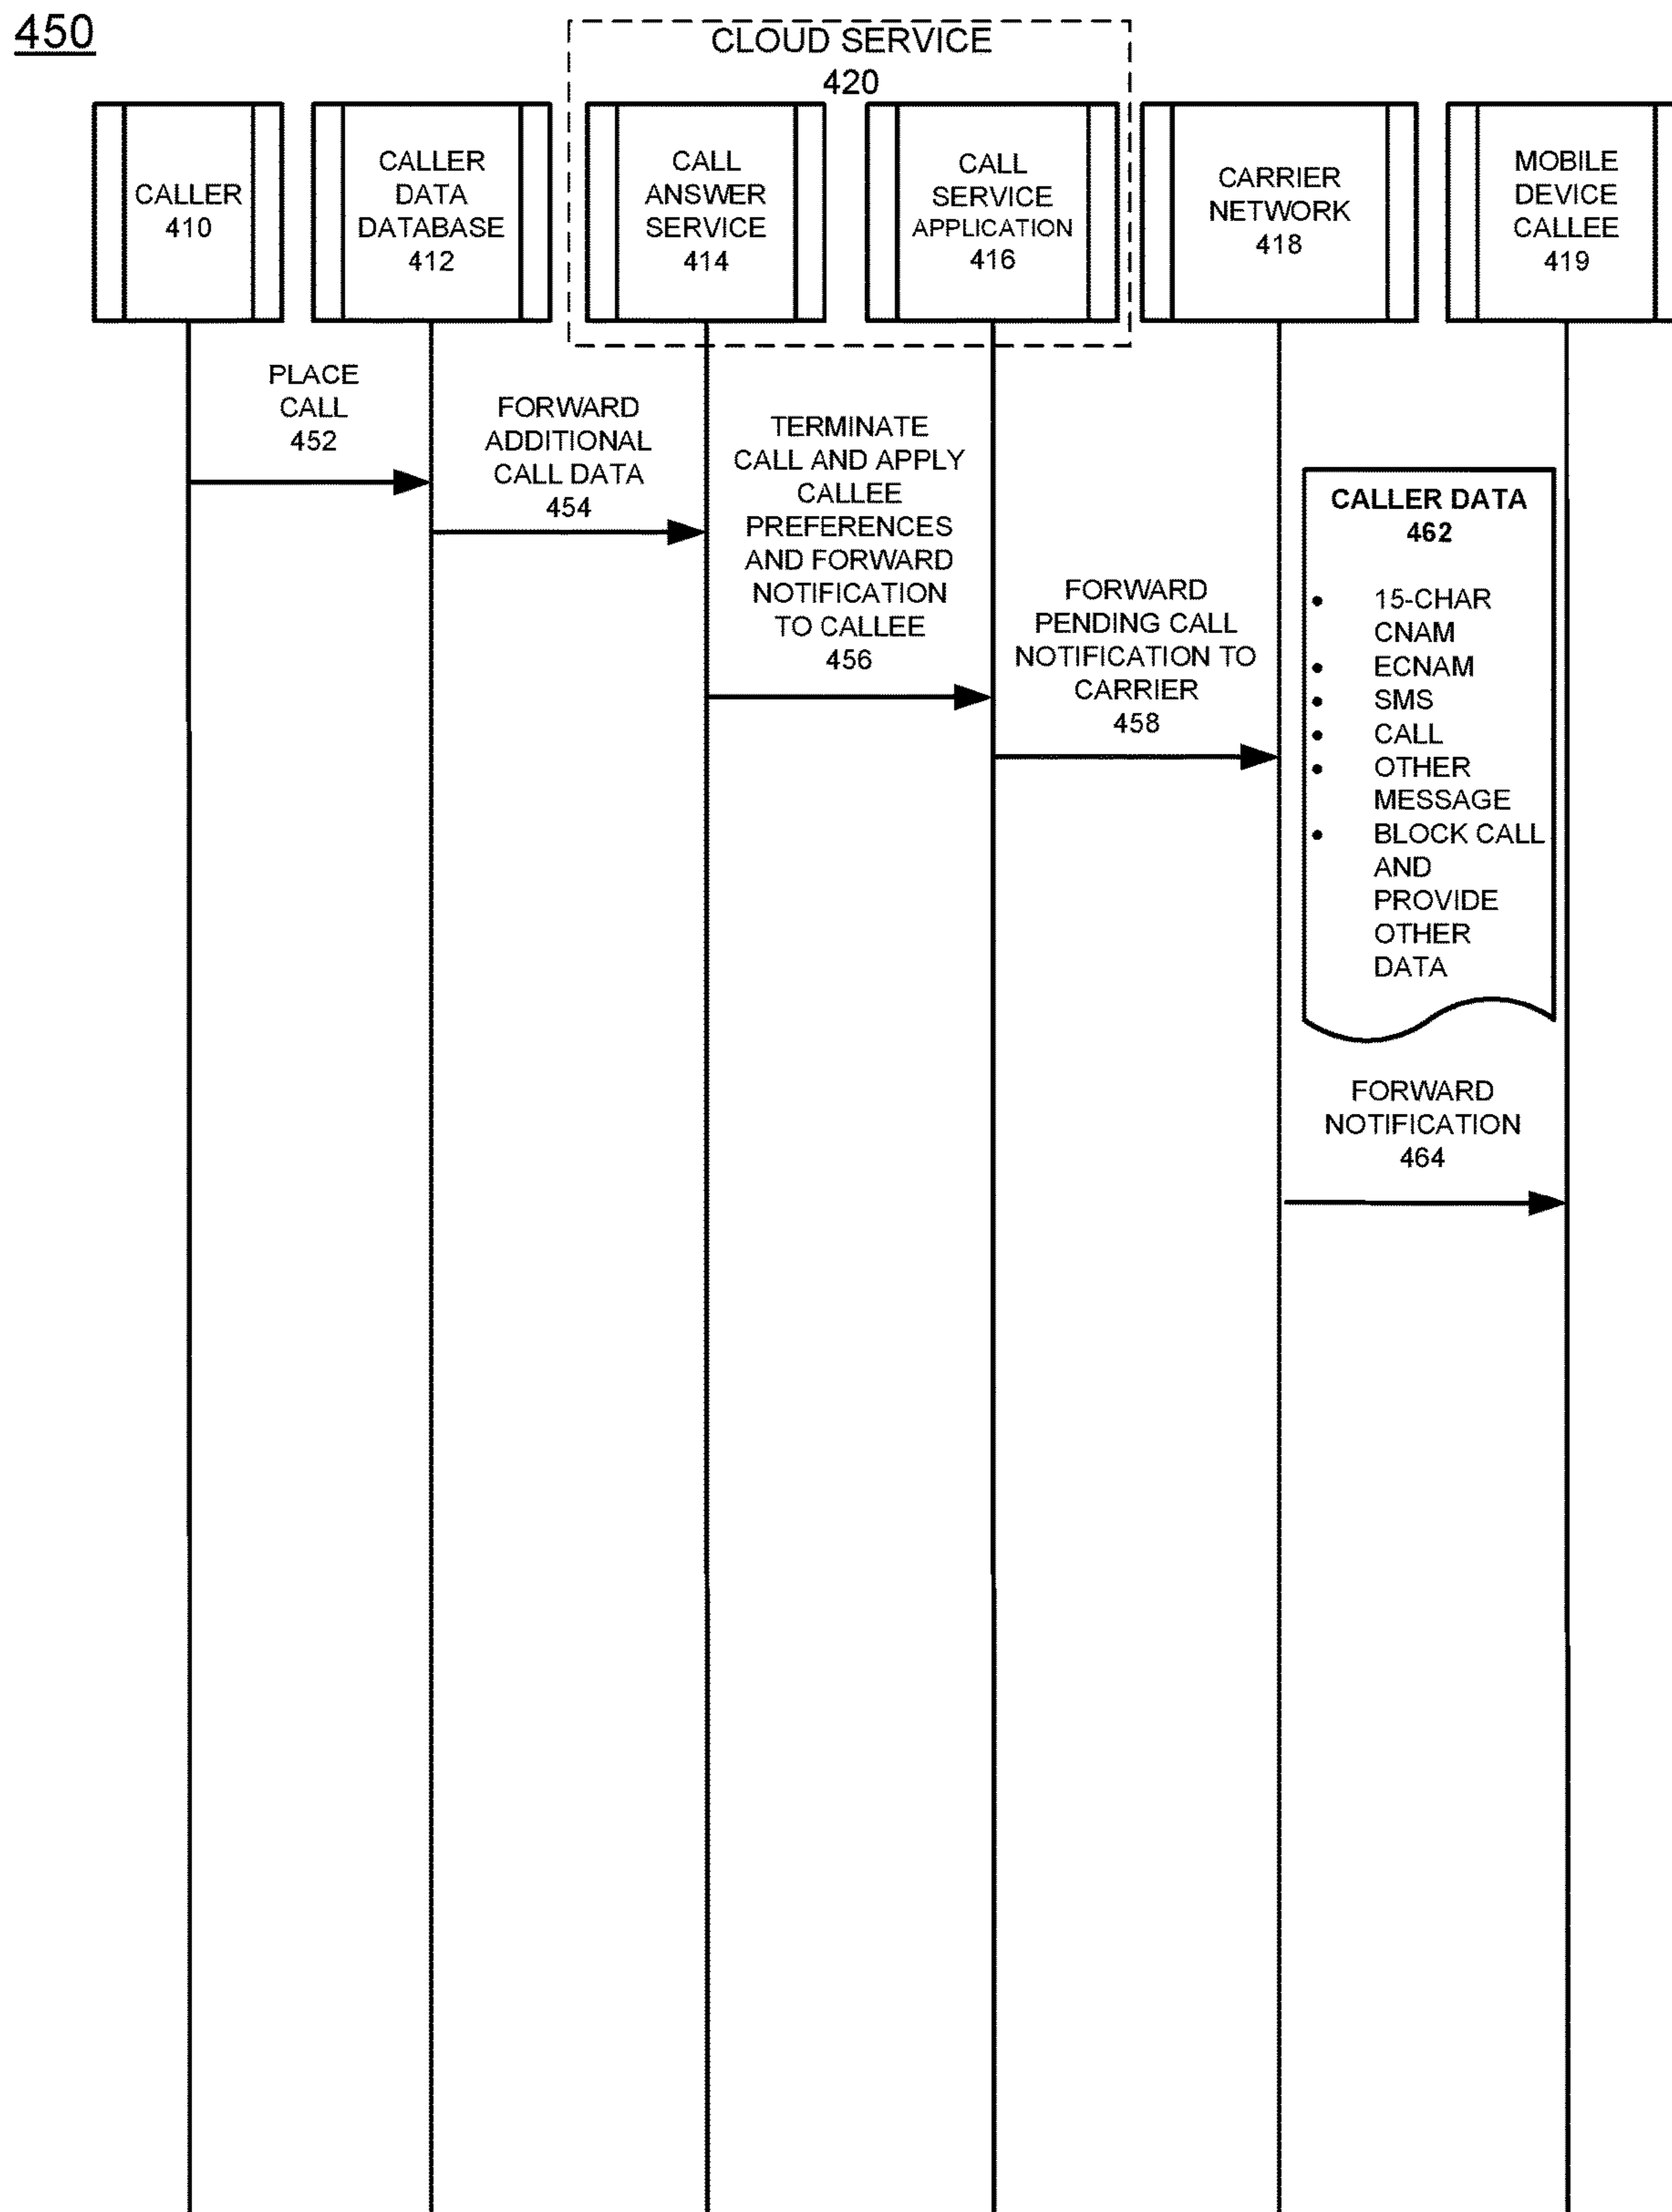 450
CLOUD SERVICE
420
CALLER
410
CALLER
DATA
DATABASE
412
CALL
ANSWER
SERVICE
414
CALL
SERVICE
APPLICATION
416
CARRIER
NETWORK
418
MOBILE
DEVICE
CALLEE
419
PLACE
CALL
452
FORWARD
ADDITIONAL
CALL DATA
454
TERMINATE
CALL AND APPLY
CALLEE
PREFERENCES
AND FORWARD
NOTIFICATION
TO CALLEE
456
FORWARD
PENDING CALL
NOTIFICATION TO
CARRIER
458
CALLER DATA
462
• 15-CHAR
CNAM
• ECNAM
• SMS
• CALL
• OTHER
MESSAGE
• BLOCK CALL
AND
PROVIDE
OTHER
DATA
FORWARD
NOTIFICATION
464